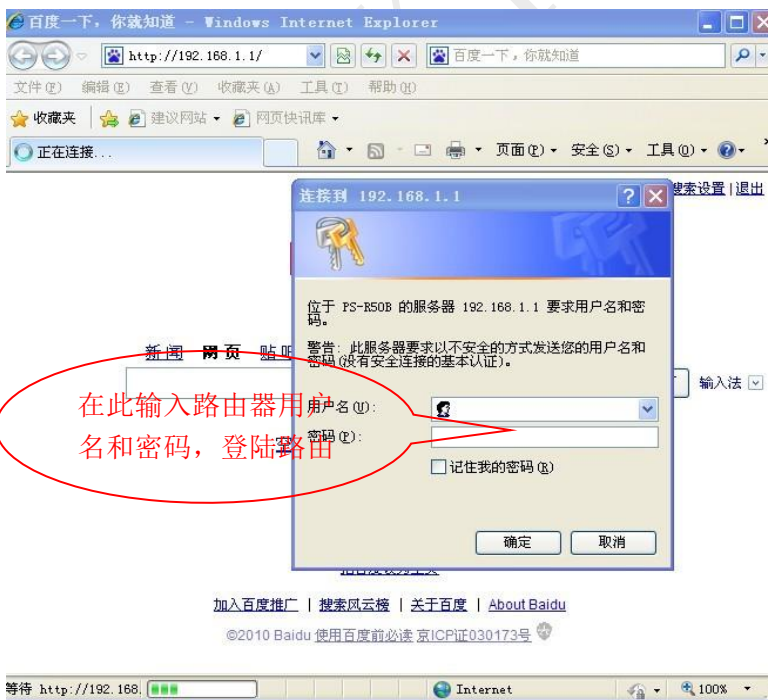 百度一下，你就知道 - Windows Internet Explorer
http://192.168.1.1/
百度一下，你就知道
文件(F) 编辑(E) 查看(V) 收藏夹(A) 工具(T) 帮助(H)
收藏夹 建议网站 网页快讯库
正在连接... 页面(P) 安全(S) 工具(O)
搜索设置 | 退出
连接到 192.168.1.1
位于 PS-R50B 的服务器 192.168.1.1 要求用户名和密
码。
警告: 此服务器要求以不安全的方式发送您的用户名和
密码(没有安全连接的基本认证)。
新闻 网页 贴吧
输入法
用户名(U):
密码(P):
记住我的密码(R)
在此输入路由器用户
名和密码，登陆路由
确定 取消
加入百度推广 | 搜索风云榜 | 关于百度 | About Baidu
©2010 Baidu 使用百度前必读 京ICP证030173号
等待 http://192.168. Internet 100%